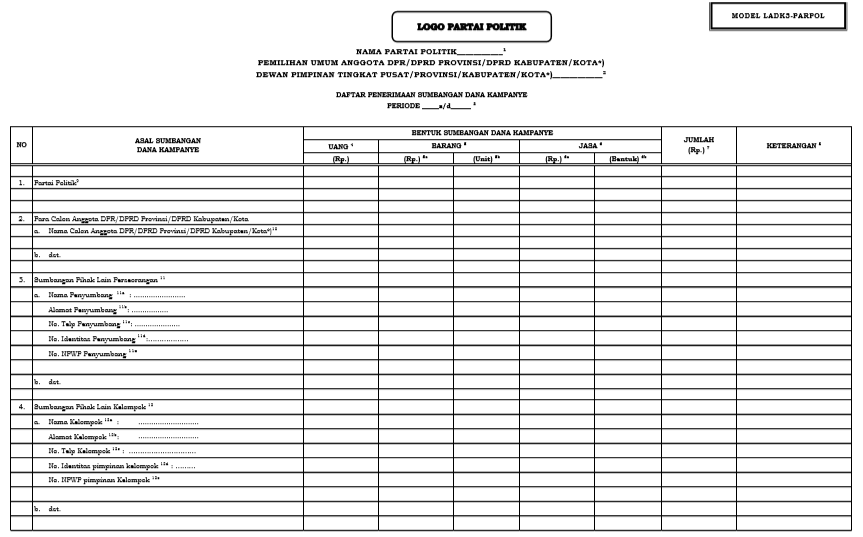 MODEL LADK3-PARPOL
LOGO PARTAI POLITIK
NAMA PARTAI POLITIK___________1
PEMILIHAN UMUM ANGGOTA DPR/DPRD PROVINSI/DPRD KABUPATEN/KOTA*)
DEWAN PIMPINAN TINGKAT PUSAT/PROVINSI/KABUPATEN/KOTA*)____________2
DAFTAR PENERIMAAN SUMBANGAN DANA KAMPANYE
PERIODE ____s/d_____ 3
NO
ASAL SUMBANGAN
DANA KAMPANYE
BENTUK SUMBANGAN DANA KAMPANYE
UANG 4
BARANG 5
JASA 6
JUMLAH
(Rp.) 7
KETERANGAN 8
(Rp.)
(Rp.) 5a
(Unit) 5b
(Rp.) 6a
(Bentuk) 6b
1. Partai Politik9
2. Para Calon Anggota DPR/DPRD Provinsi/DPRD Kabupaten/Kota
a. Nama Calon Anggota DPR/DPRD Provinsi/DPRD Kabupaten/Kota*)10
b. dst.
3. Sumbangan Pihak Lain Perseorangan 11
a. Nama Penyumbang 11a : .......................
Alamat Penyumbang 11b: ................
No. Telp Penyumbang 11c: ....................
No. Identitas Penyumbang 11d:.................
No. NPWP Penyumbang 11e
b. dst.
4. Sumbangan Pihak Lain Kelompok 12
a. Nama Kelompok 12a : ...........................
Alamat Kelompok 12b: ...........................
No. Telp Kelompok 12c : ..............................
No. Identitas pimpinan kelompok 12d : .........
No. NPWP pimpinan Kelompok 12e
b. dst.